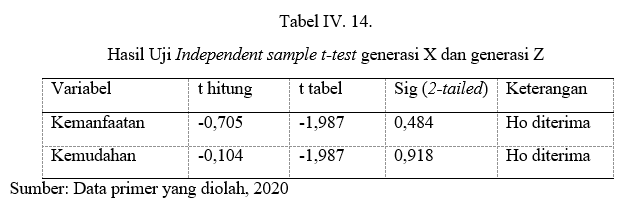 Tabel IV. 14.
Hasil Uji Independent sample t-test generasi X dan generasi Z
Variabel t hitung t tabel Sig (2-tailed) Keterangan
Kemanfaatan -0,705 -1,987 0,484 Ho diterima
Kemudahan -0,104 -1,987 0,918 Ho diterima
Sumber: Data primer yang diolah, 2020